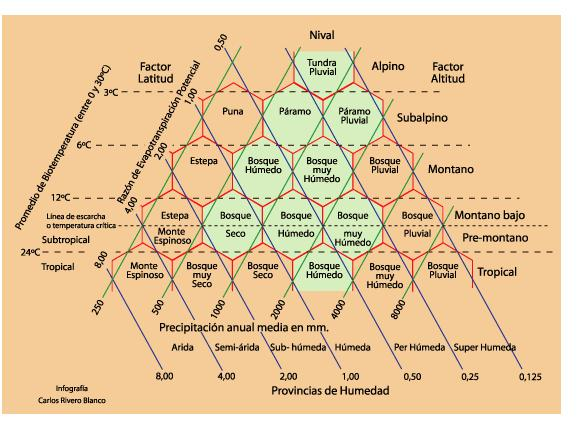 Nival
0,50
Tundra
Pluvial
Alpino
Factor
Latitud
Factor
Altitud
3ºC
1,00
Puna
Páramo
Páramo
Pluvial
Subalpino
Promedio de Biotemperatura (entre 0 y 30ºC)
Razón de Evapotranspiración Potencial
6ºC
2,00
Estepa
Bosque
Húmedo
Bosque
muy
Húmedo
Bosque
Pluvial
Montano
12ºC
4,00
Línea de escarcha
o temperatura crítica
Estepa
Bosque
Bosque
Bosque
Bosque
Montano bajo
Subtropical
Monte
Espinoso
Seco
Húmedo
muy
Húmedo
Pluvial
Pre-montano
24ºC
8,00
Tropical
Monte
Espinoso
Bosque
muy
Seco
Bosque
Seco
Bosque
Húmedo
Bosque
muy
Húmedo
Bosque
Pluvial
Tropical
250
500
1000
2000
4000
8000
Precipitación anual media en mm.
Arida
Semi-árida
Sub- húmeda
Húmeda
Per Húmeda
Super Humeda
8,00
4,00
2,00
1,00
0,50
0,25
0,125
Provincias de Humedad
Infografía
Carlos Rivero Blanco